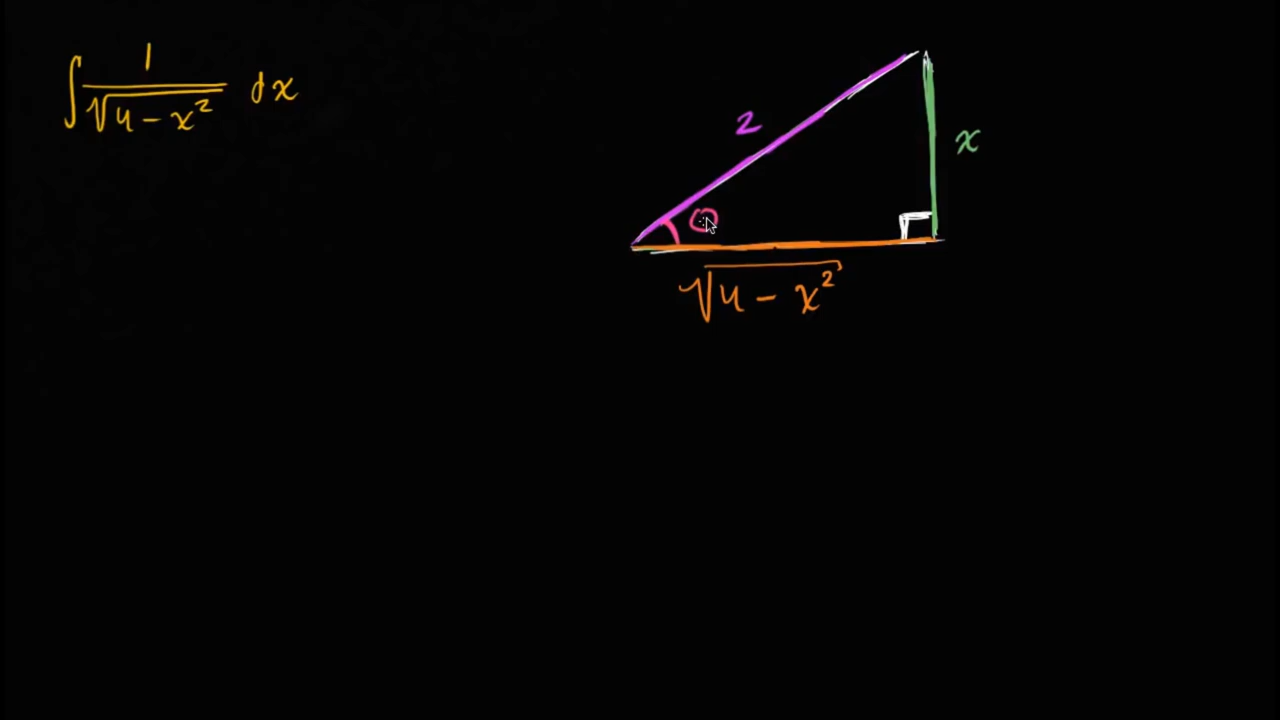 ∫ 1/√(4 − x²) dx
2
x
θ
√(4 − x²)